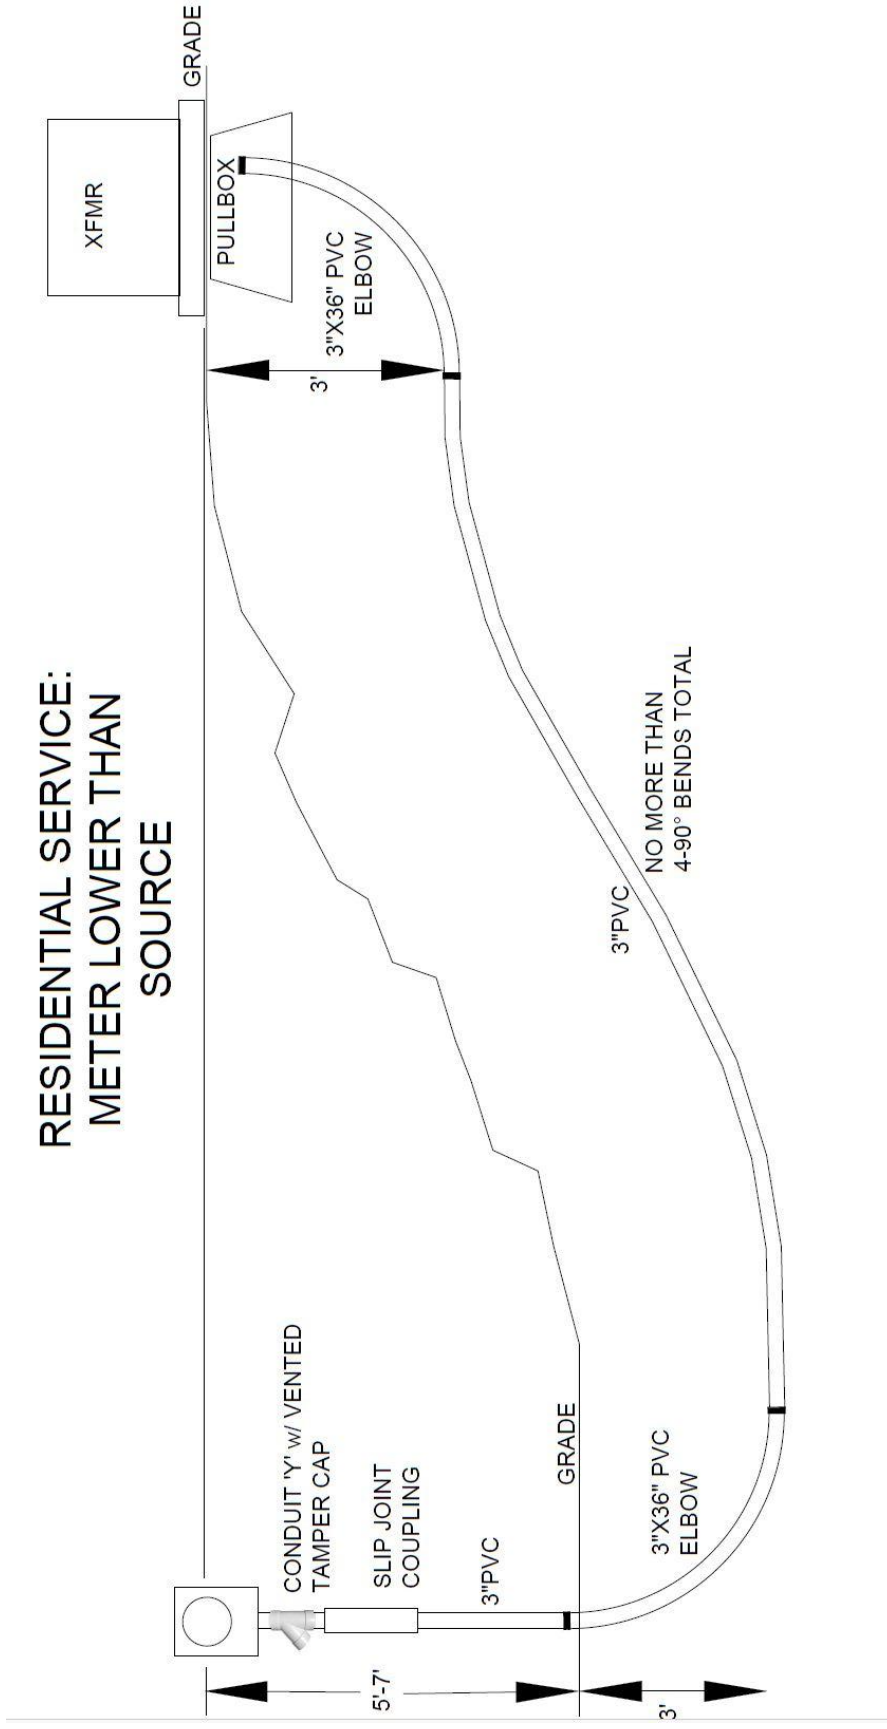 RESIDENTIAL SERVICE:
METER LOWER THAN
SOURCE
XFMR
GRADE
PULLBOX
3"X36" PVC
ELBOW
3'
CONDUIT 'Y' w/ VENTED
TAMPER CAP
SLIP JOINT
COUPLING
3"PVC
5'-7'
GRADE
3"X36" PVC
ELBOW
3'
3"PVC
NO MORE THAN
4-90° BENDS TOTAL